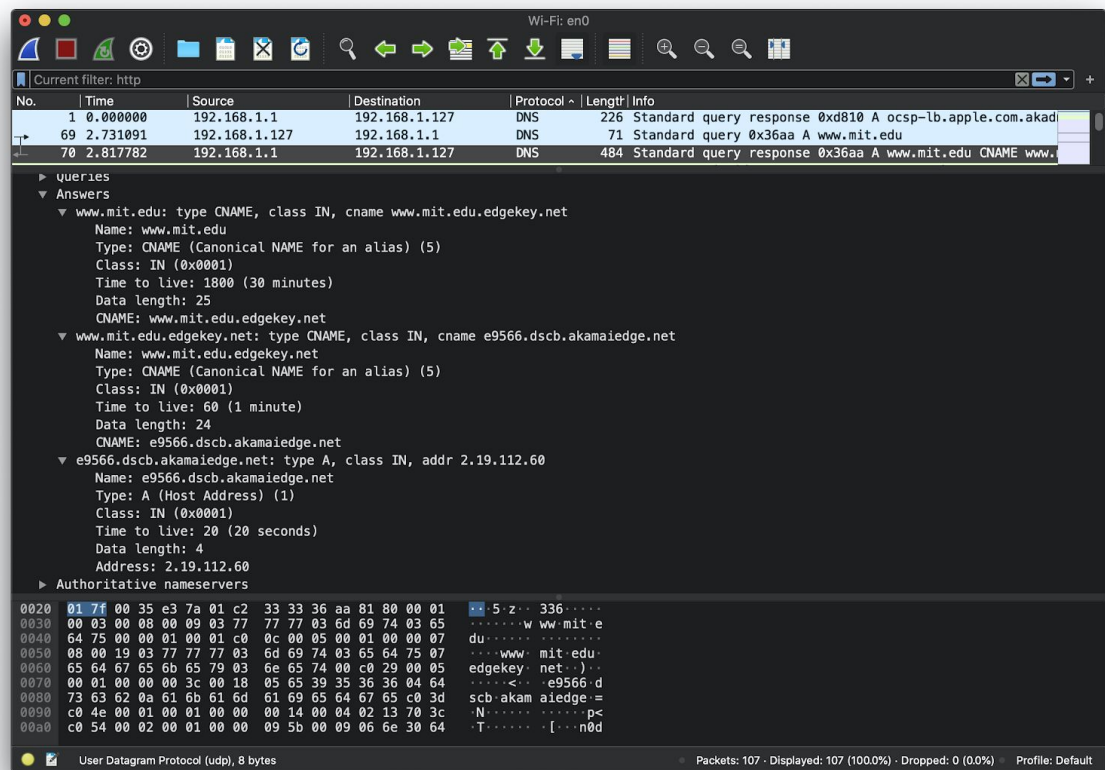 Wi-Fi: en0
Current filter: http
No. Time Source Destination Protocol Length Info
1 0.000000 192.168.1.1 192.168.1.127 DNS 226 Standard query response 0xd810 A ocsp-lb.apple.com.akad
69 2.731091 192.168.1.127 192.168.1.1 DNS 71 Standard query 0x36aa A www.mit.edu
70 2.817782 192.168.1.1 192.168.1.127 DNS 484 Standard query response 0x36aa A www.mit.edu CNAME www.
Queries
Answers
www.mit.edu: type CNAME, class IN, cname www.mit.edu.edgekey.net
Name: www.mit.edu
Type: CNAME (Canonical NAME for an alias) (5)
Class: IN (0x0001)
Time to live: 1800 (30 minutes)
Data length: 25
CNAME: www.mit.edu.edgekey.net
www.mit.edu.edgekey.net: type CNAME, class IN, cname e9566.dscb.akamaiedge.net
Name: www.mit.edu.edgekey.net
Type: CNAME (Canonical NAME for an alias) (5)
Class: IN (0x0001)
Time to live: 60 (1 minute)
Data length: 24
CNAME: e9566.dscb.akamaiedge.net
e9566.dscb.akamaiedge.net: type A, class IN, addr 2.19.112.60
Name: e9566.dscb.akamaiedge.net
Type: A (Host Address) (1)
Class: IN (0x0001)
Time to live: 20 (20 seconds)
Data length: 4
Address: 2.19.112.60
Authoritative nameservers
0020 01 7f 00 35 e3 7a 01 c2 33 33 36 aa 81 80 00 01 ···5·z·· 336·····
0030 00 03 00 08 00 09 03 77 77 77 03 6d 69 74 03 65 ·······w ww·mit·e
0040 64 75 00 00 01 00 01 c0 0c 00 05 00 01 00 00 07 du······ ········
0050 08 00 19 03 77 77 77 03 6d 69 74 03 65 64 75 07 ····www· mit·edu·
0060 65 64 67 65 6b 65 79 03 6e 65 74 00 c0 29 00 05 edgekey· net··)··
0070 00 01 00 00 00 3c 00 18 05 65 39 35 36 36 04 64 ·····<·· ·e9566·d
0080 73 63 62 0a 61 6b 61 6d 61 69 65 64 67 65 c0 3d scb·akam aiedge·=
0090 c0 4e 00 01 00 01 00 00 00 14 00 04 02 13 70 3c ·N······ ······p<
00a0 c0 54 00 02 00 01 00 00 09 5b 00 09 06 6e 30 64 ·T······ ·[···n0d
User Datagram Protocol (udp), 8 bytes Packets: 107 · Displayed: 107 (100.0%) · Dropped: 0 (0.0%) Profile: Default